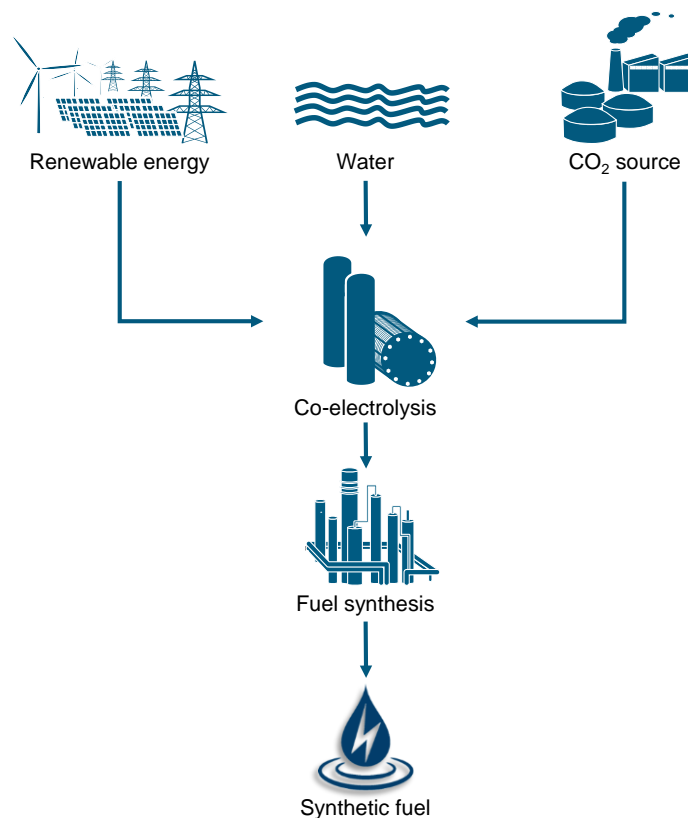 Renewable energy
Water
CO₂ source
Co-electrolysis
Fuel synthesis
Synthetic fuel